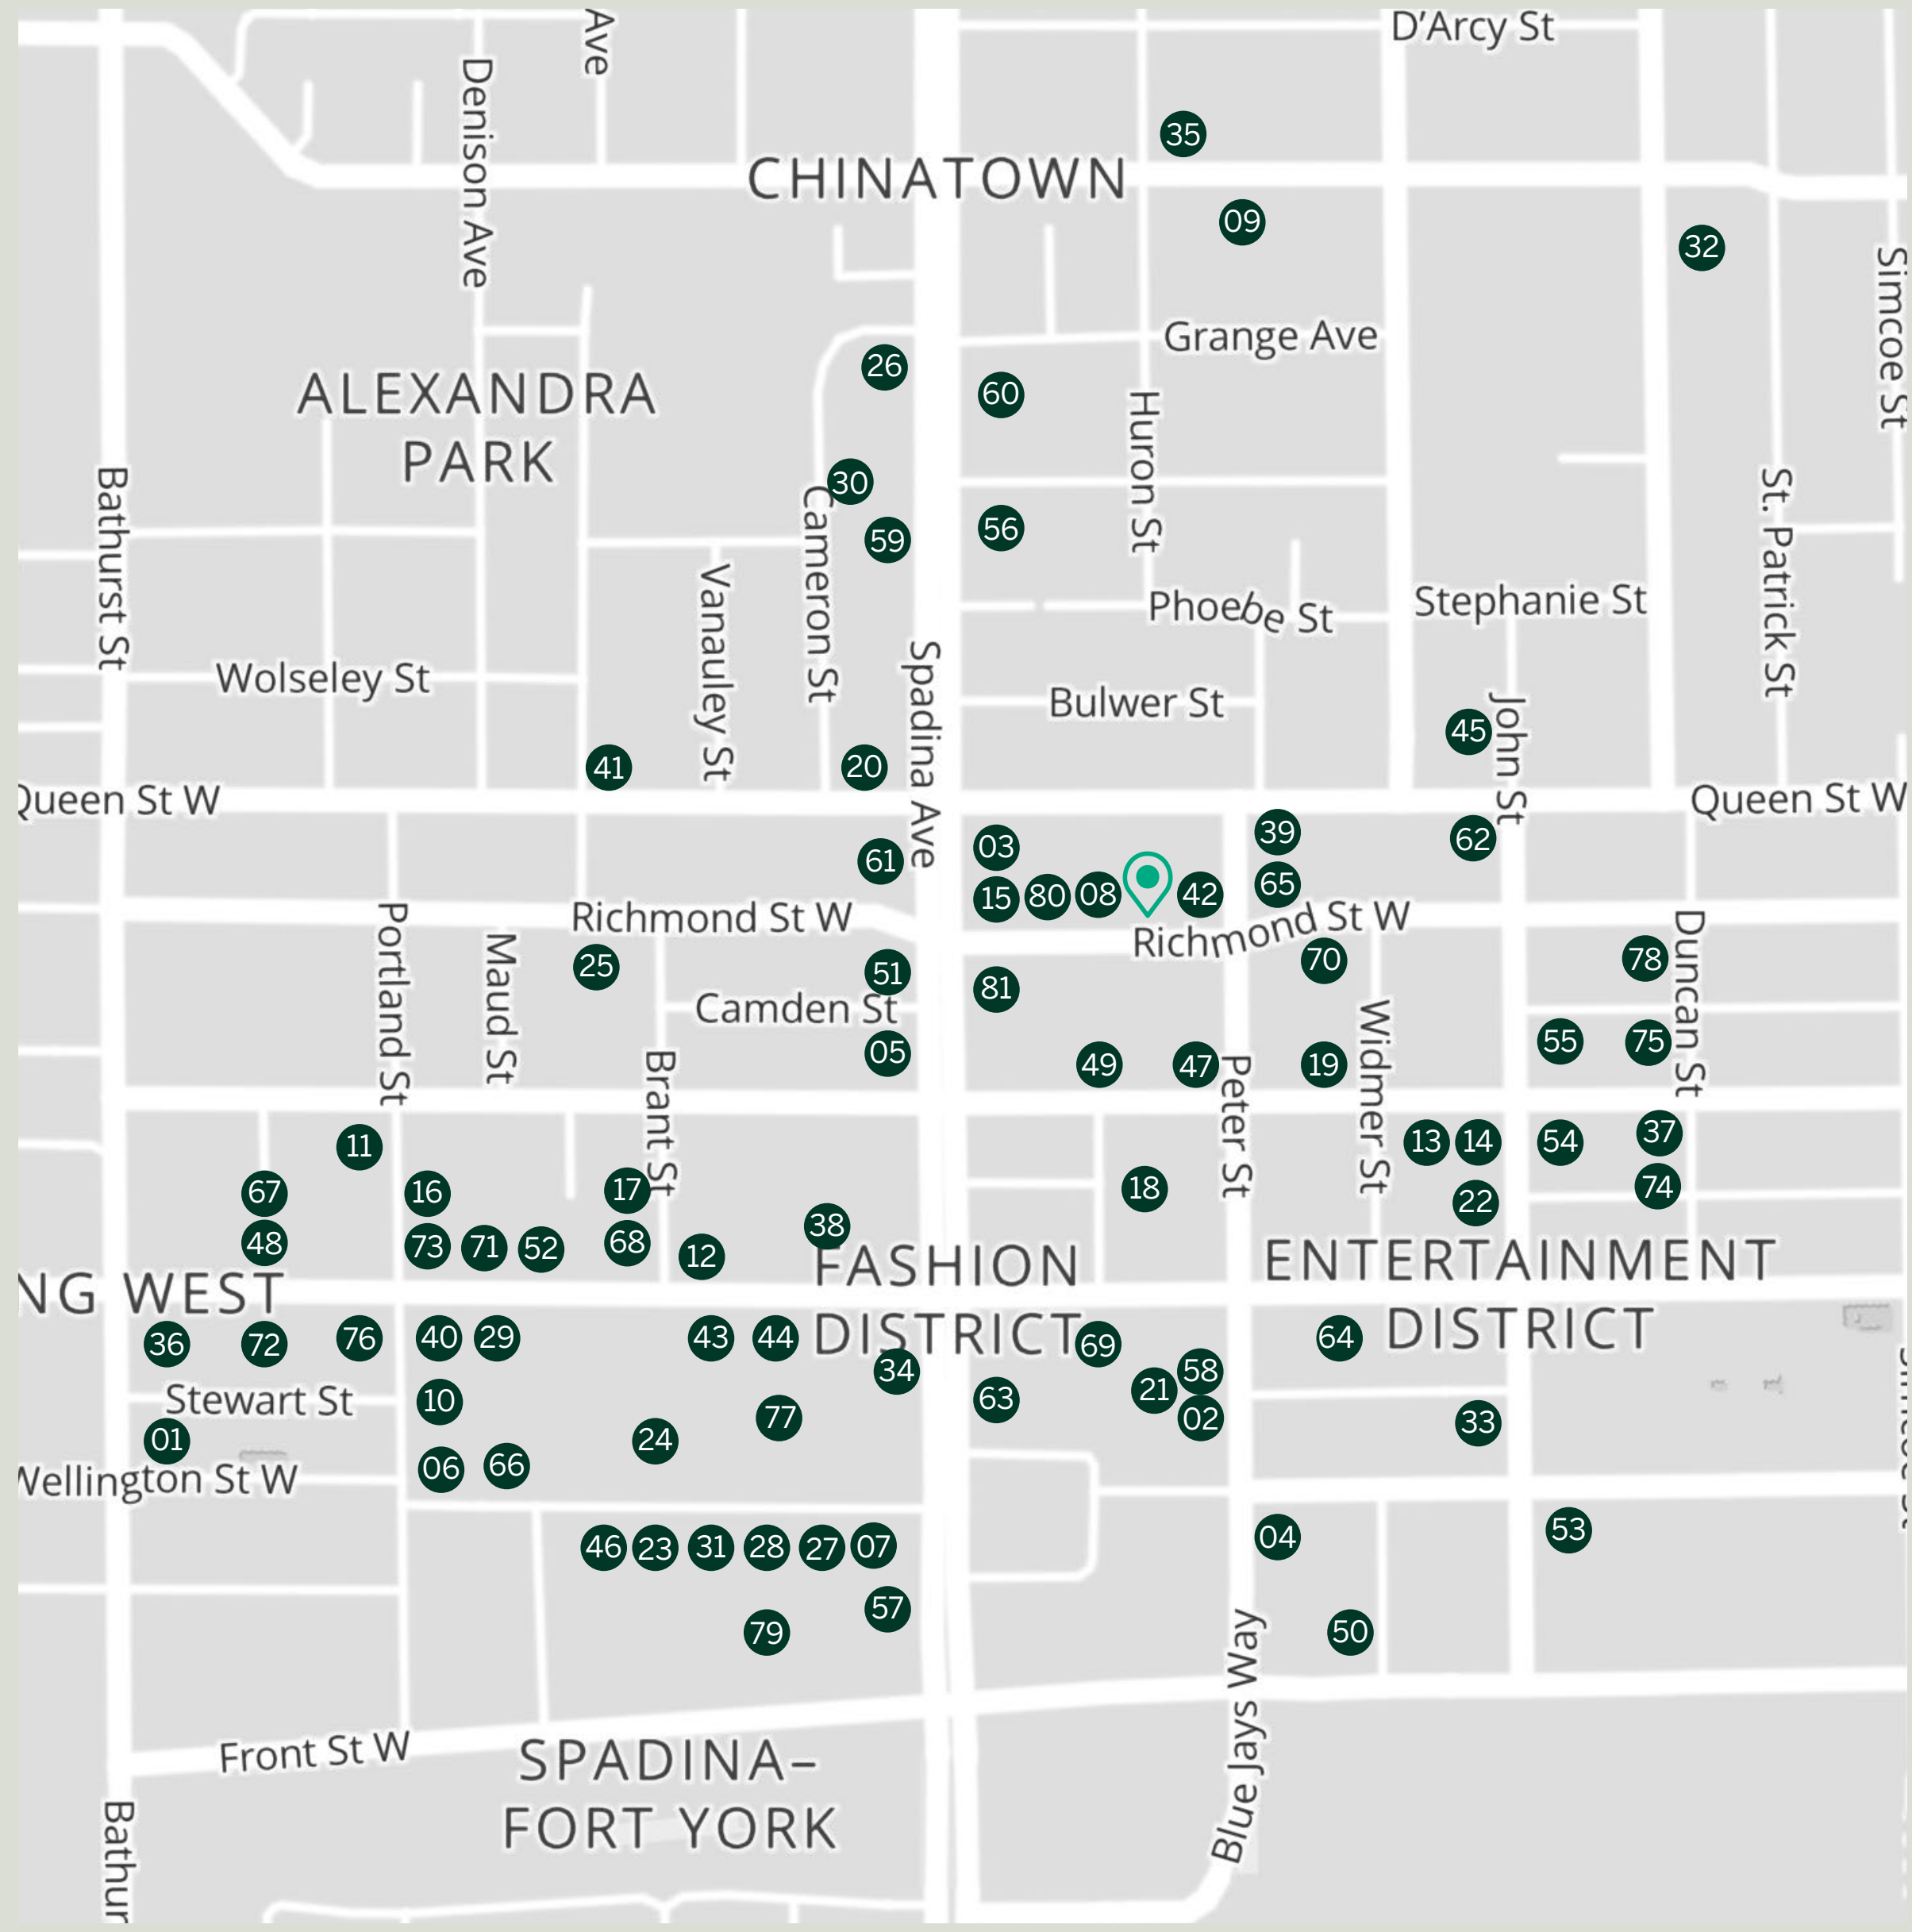 D'Arcy St
Ave
Denison Ave
35
CHINATOWN
09
32
Simcoe St
Grange Ave
26
ALEXANDRA
PARK
60
Huron St
Bathurst St
30
St. Patrick St
Cameron St
56
59
Vanauley St
Phoebe St
Stephanie St
Spadina Ave
Wolseley St
Bulwer St
John St
45
41
20
Queen St W
Queen St W
39
62
03
61
65
15
80
08
42
Portland St
Richmond St W
Richmond St W
Duncan St
Maud St
25
51
70
78
81
Camden St
Widmer St
55
75
05
Brant St
49
47
19
Peter St
11
13
14
54
37
67
16
17
18
74
22
38
48
73
71
52
68
12
FASHION
DISTRICT
ENTERTAINMENT
DISTRICT
NG WEST
36
72
76
40
29
43
44
69
64
34
58
21
Stewart St
10
63
77
02
33
01
24
Wellington St W
06
66
46
23
31
28
27
07
04
53
57
79
50
Blue Jays Way
Front St W
SPADINA–
FORT YORK
Bathur